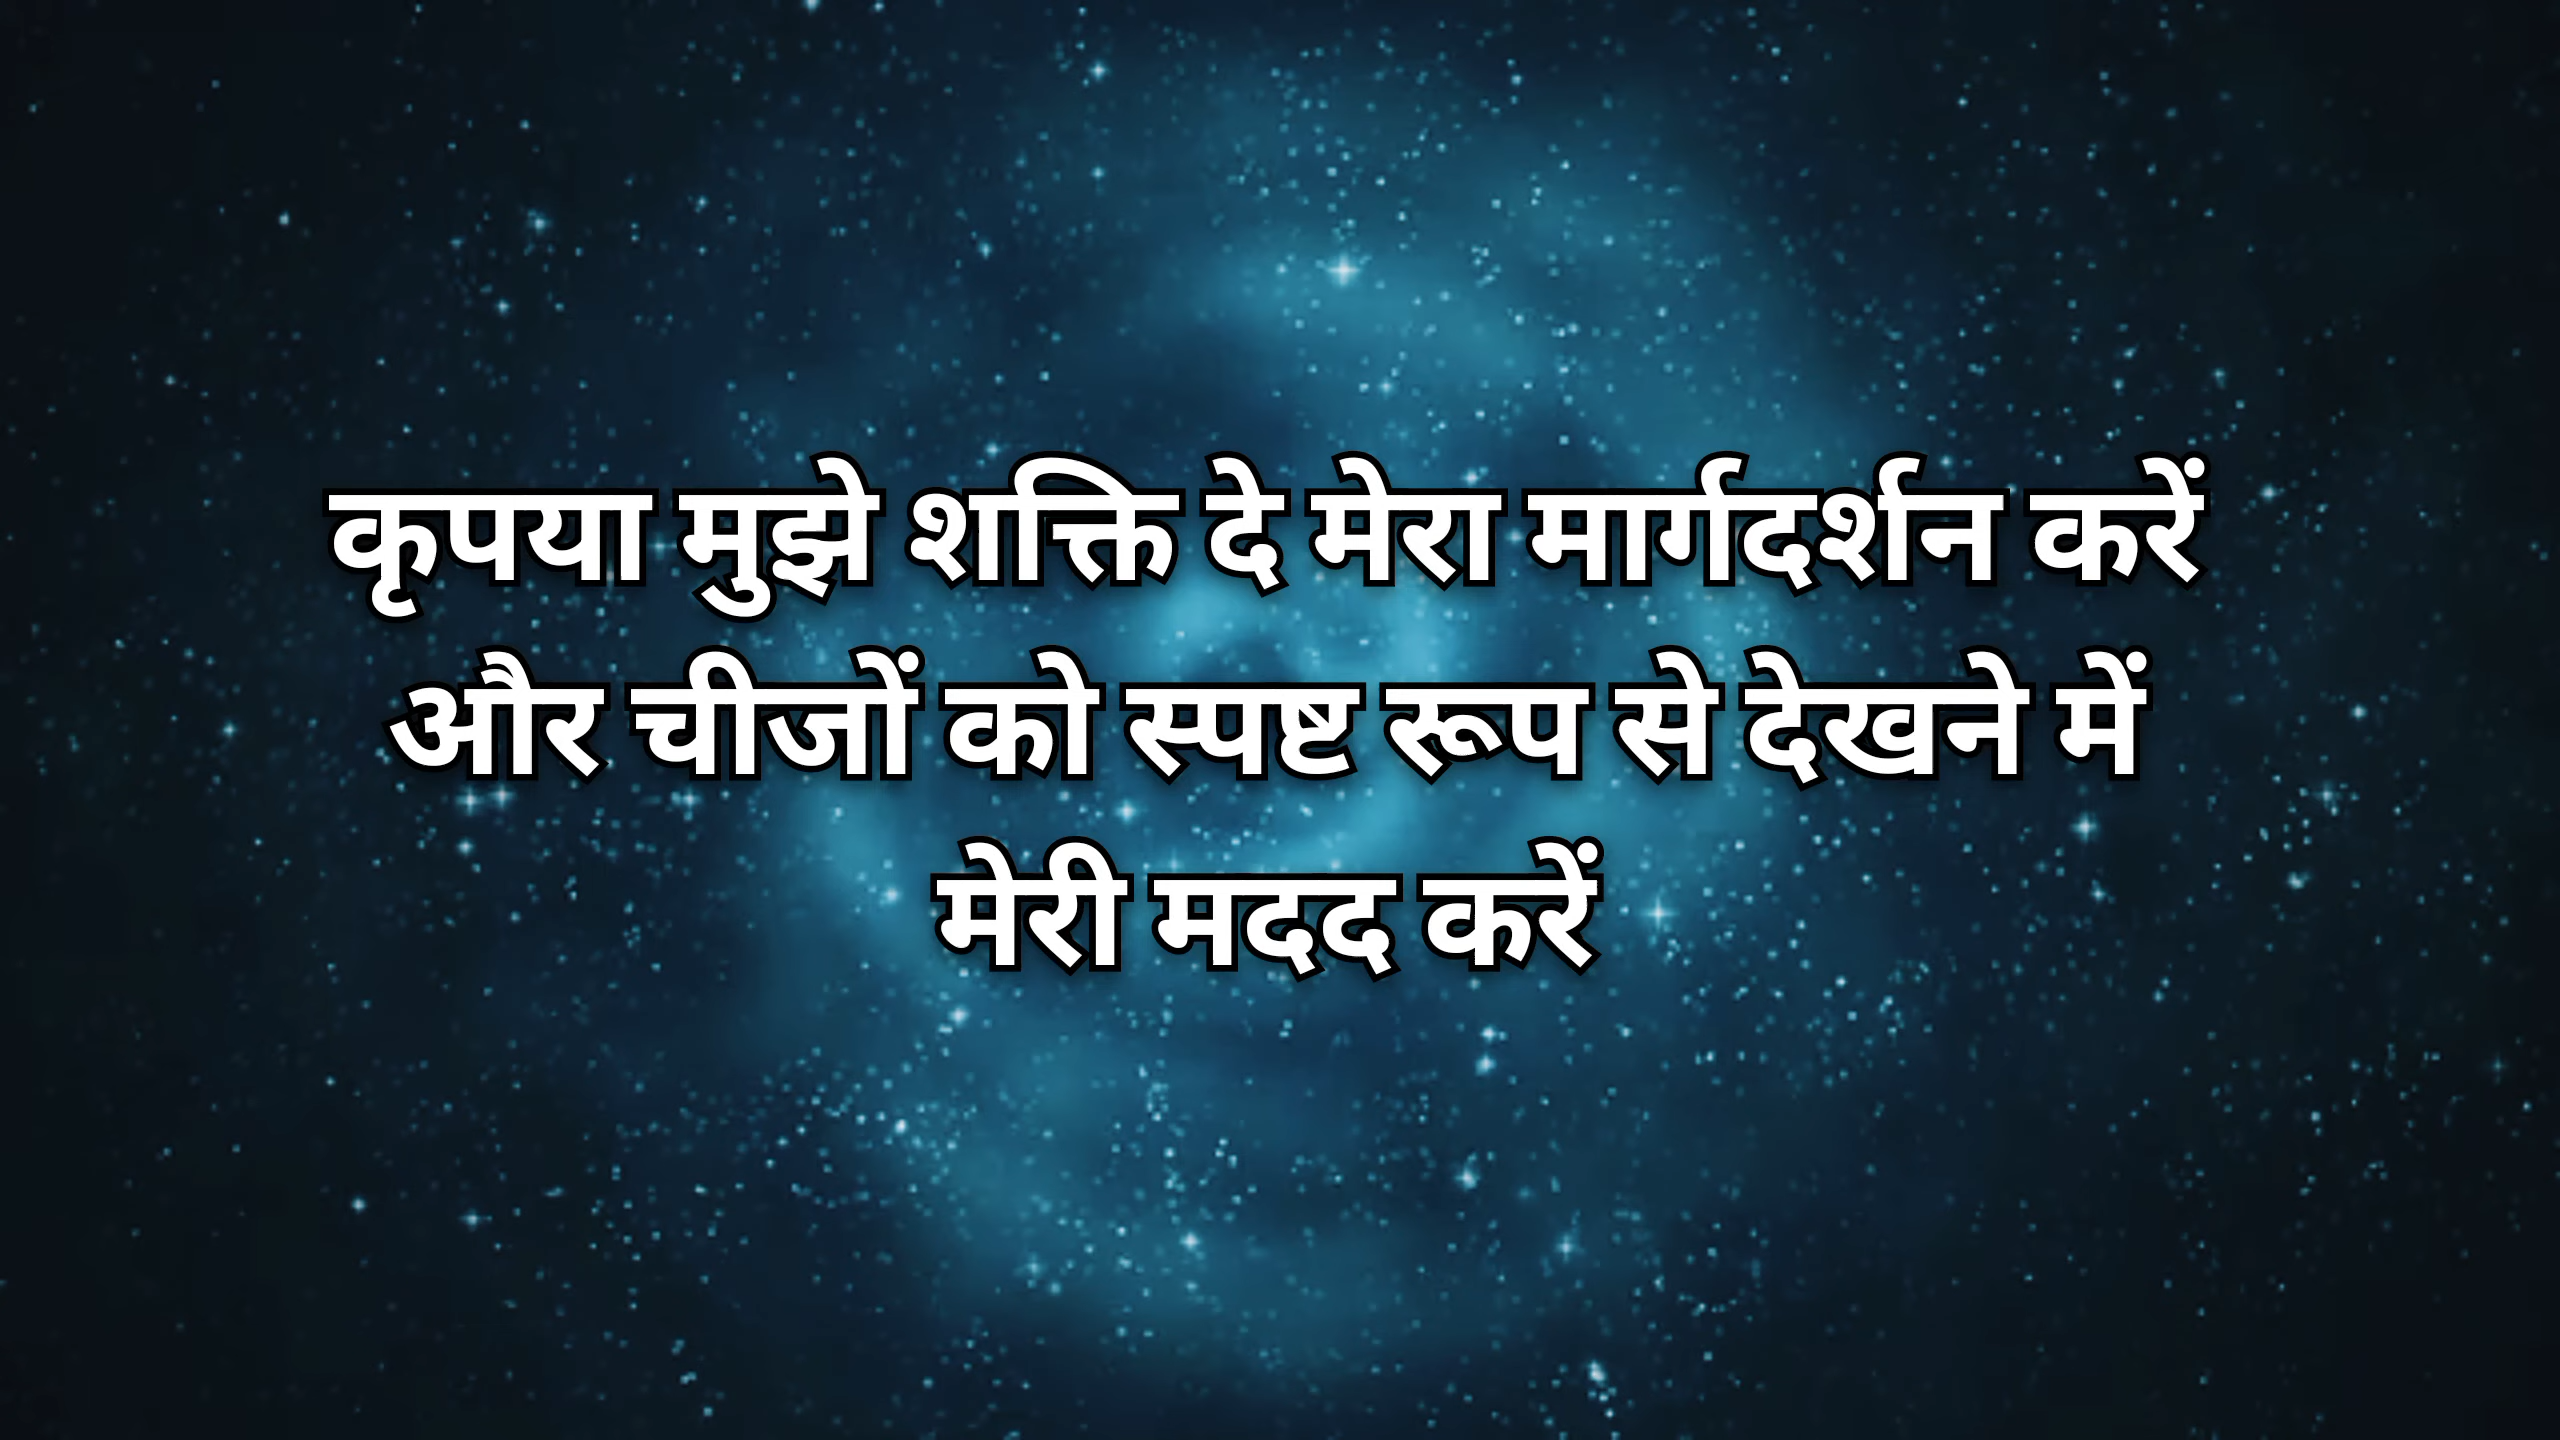 कृपया मुझे शक्ति दे मेरा मार्गदर्शन करें
और चीजों को स्पष्ट रूप से देखने में
मेरी मदद करें